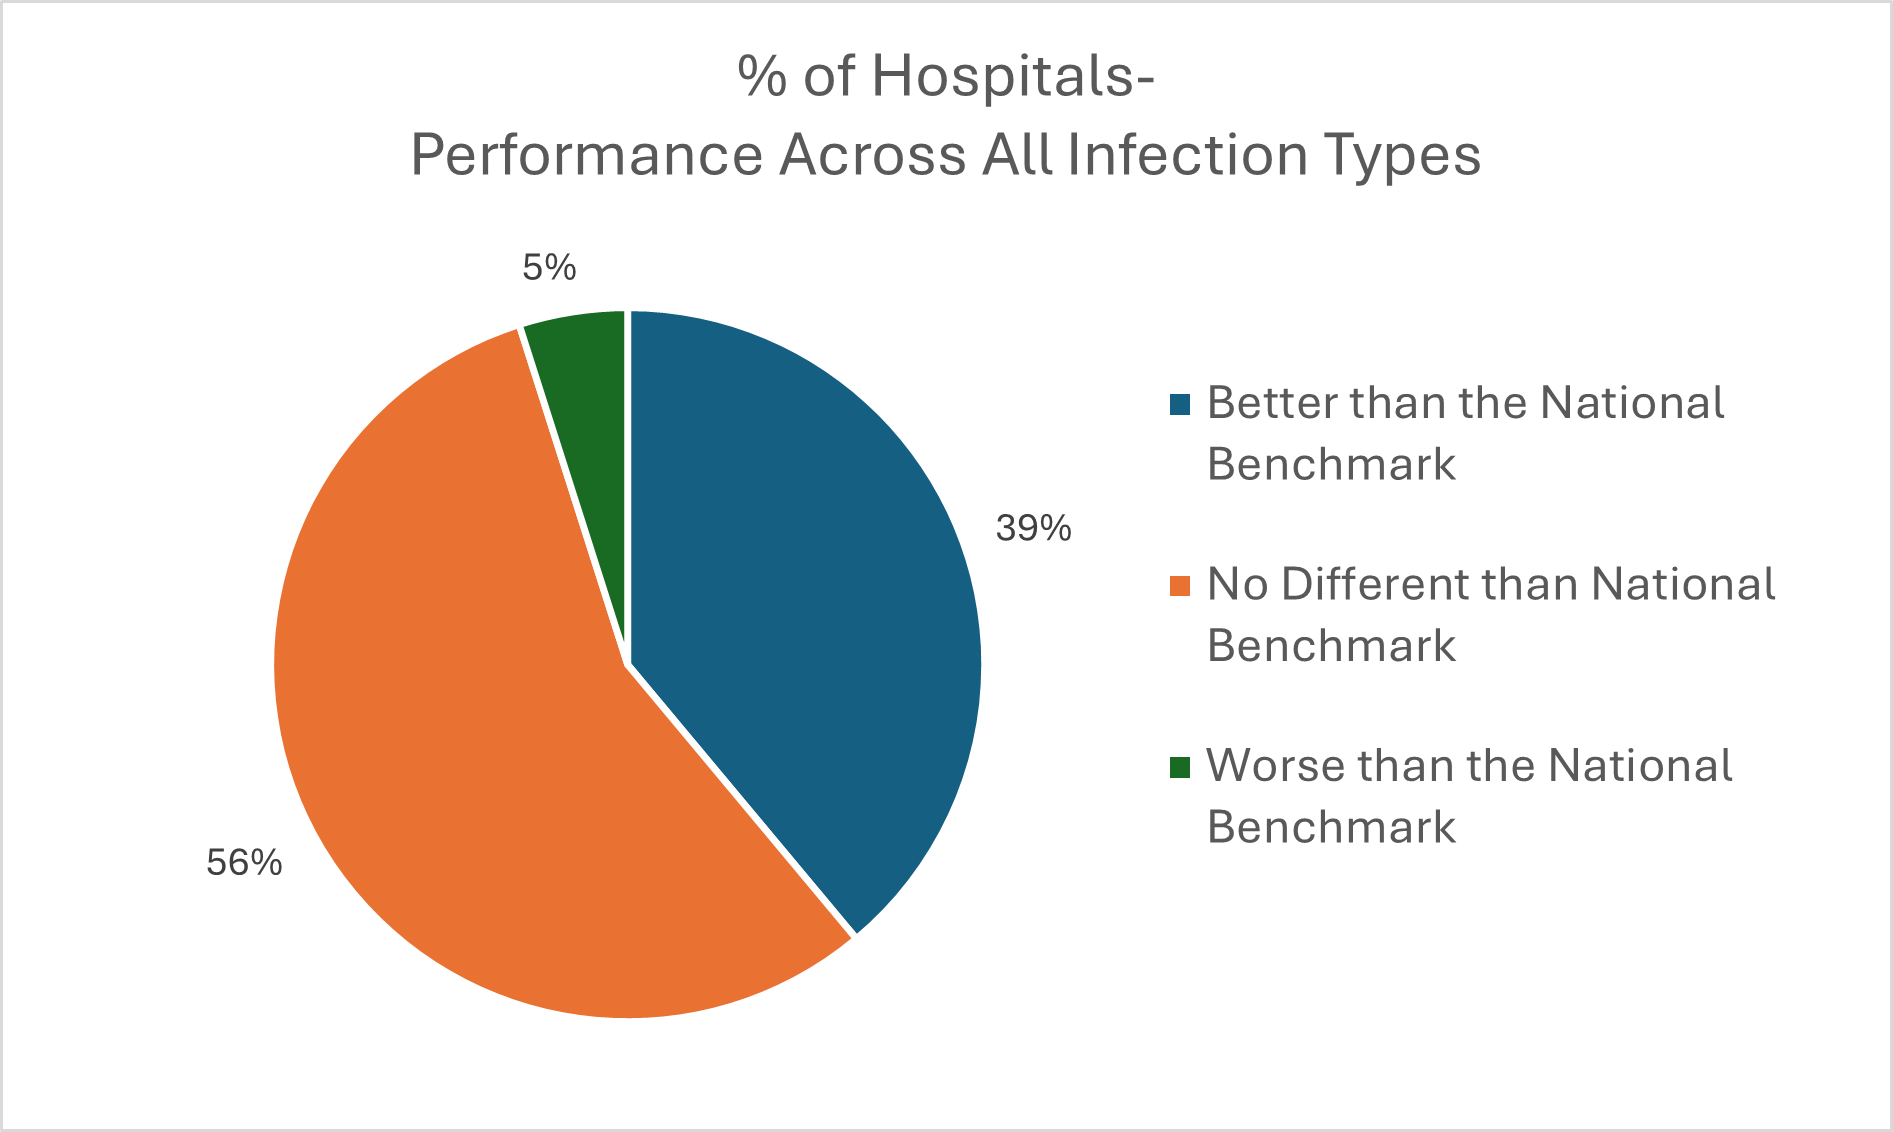 % of Hospitals-
Performance Across All Infection Types
5%
39%
56%
Better than the National
Benchmark
No Different than National
Benchmark
Worse than the National
Benchmark